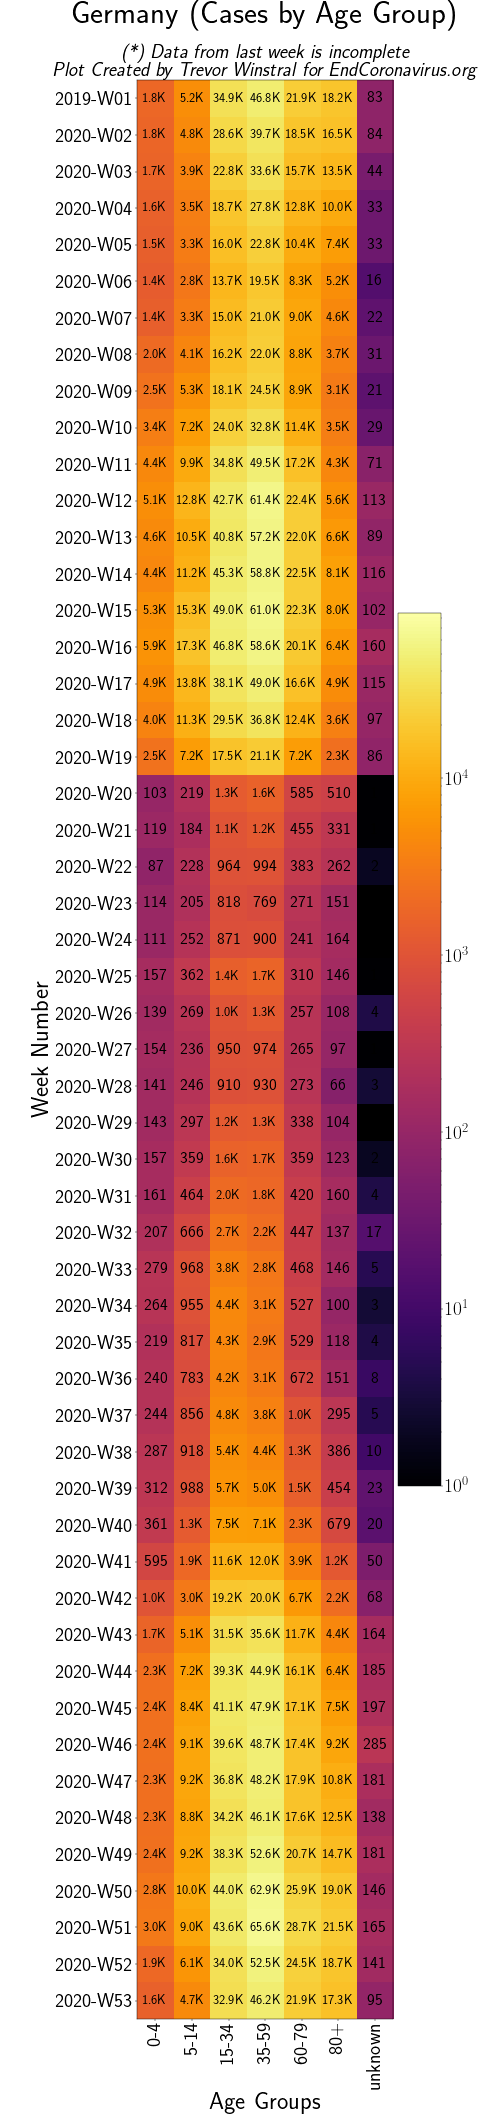 Germany (Cases by Age Group)
(*) Data from last week is incomplete
Plot Created by Trevor Winstral for EndCoronavirus.org
2019-W01 1.8K 5.2K 34.9K 46.8K 21.9K 18.2K 83
2020-W02 1.8K 4.8K 28.6K 39.7K 18.5K 16.5K 84
2020-W03 1.7K 3.9K 22.8K 33.6K 15.7K 13.5K 44
2020-W04 1.6K 3.5K 18.7K 27.8K 12.8K 10.0K 33
2020-W05 1.5K 3.3K 16.0K 22.8K 10.4K 7.4K 33
2020-W06 1.4K 2.8K 13.7K 19.5K 8.3K 5.2K 16
2020-W07 1.4K 3.3K 15.0K 21.0K 9.0K 4.6K 22
2020-W08 2.0K 4.1K 16.2K 22.0K 8.8K 3.7K 31
2020-W09 2.5K 5.3K 18.1K 24.5K 8.9K 3.1K 21
2020-W10 3.4K 7.2K 24.0K 32.8K 11.4K 3.5K 29
2020-W11 4.4K 9.9K 34.8K 49.5K 17.2K 4.3K 71
2020-W12 5.1K 12.8K 42.7K 61.4K 22.4K 5.6K 113
2020-W13 4.6K 10.5K 40.8K 57.2K 22.0K 6.6K 89
2020-W14 4.4K 11.2K 45.3K 58.8K 22.5K 8.1K 116
2020-W15 5.3K 15.3K 49.0K 61.0K 22.3K 8.0K 102
2020-W16 5.9K 17.3K 46.8K 58.6K 20.1K 6.4K 160
2020-W17 4.9K 13.8K 38.1K 49.0K 16.6K 4.9K 115
2020-W18 4.0K 11.3K 29.5K 36.8K 12.4K 3.6K 97
2020-W19 2.5K 7.2K 17.5K 21.1K 7.2K 2.3K 86
2020-W20 103 219 1.3K 1.6K 585 510
2020-W21 119 184 1.1K 1.2K 455 331
2020-W22 87 228 964 994 383 262 2
2020-W23 114 205 818 769 271 151
2020-W24 111 252 871 900 241 164
2020-W25 157 362 1.4K 1.7K 310 146
2020-W26 139 269 1.0K 1.3K 257 108 4
2020-W27 154 236 950 974 265 97
2020-W28 141 246 910 930 273 66 3
2020-W29 143 297 1.2K 1.3K 338 104
2020-W30 157 359 1.6K 1.7K 359 123 2
2020-W31 161 464 2.0K 1.8K 420 160 4
2020-W32 207 666 2.7K 2.2K 447 137 17
2020-W33 279 968 3.8K 2.8K 468 146 5
2020-W34 264 955 4.4K 3.1K 527 100 3
2020-W35 219 817 4.3K 2.9K 529 118 4
2020-W36 240 783 4.2K 3.1K 672 151 8
2020-W37 244 856 4.8K 3.8K 1.0K 295 5
2020-W38 287 918 5.4K 4.4K 1.3K 386 10
2020-W39 312 988 5.7K 5.0K 1.5K 454 23
2020-W40 361 1.3K 7.5K 7.1K 2.3K 679 20
2020-W41 595 1.9K 11.6K 12.0K 3.9K 1.2K 50
2020-W42 1.0K 3.0K 19.2K 20.0K 6.7K 2.2K 68
2020-W43 1.7K 5.1K 31.5K 35.6K 11.7K 4.4K 164
2020-W44 2.3K 7.2K 39.3K 44.9K 16.1K 6.4K 185
2020-W45 2.4K 8.4K 41.1K 47.9K 17.1K 7.5K 197
2020-W46 2.4K 9.1K 39.6K 48.7K 17.4K 9.2K 285
2020-W47 2.3K 9.2K 36.8K 48.2K 17.9K 10.8K 181
2020-W48 2.3K 8.8K 34.2K 46.1K 17.6K 12.5K 138
2020-W49 2.4K 9.2K 38.3K 52.6K 20.7K 14.7K 181
2020-W50 2.8K 10.0K 44.0K 62.9K 25.9K 19.0K 146
2020-W51 3.0K 9.0K 43.6K 65.6K 28.7K 21.5K 165
2020-W52 1.9K 6.1K 34.0K 52.5K 24.5K 18.7K 141
2020-W53 1.6K 4.7K 32.9K 46.2K 21.9K 17.3K 95
0-4 5-14 15-34 35-59 60-79 80+ unknown
Age Groups
Week Number
10⁴
10³
10²
10¹
10⁰